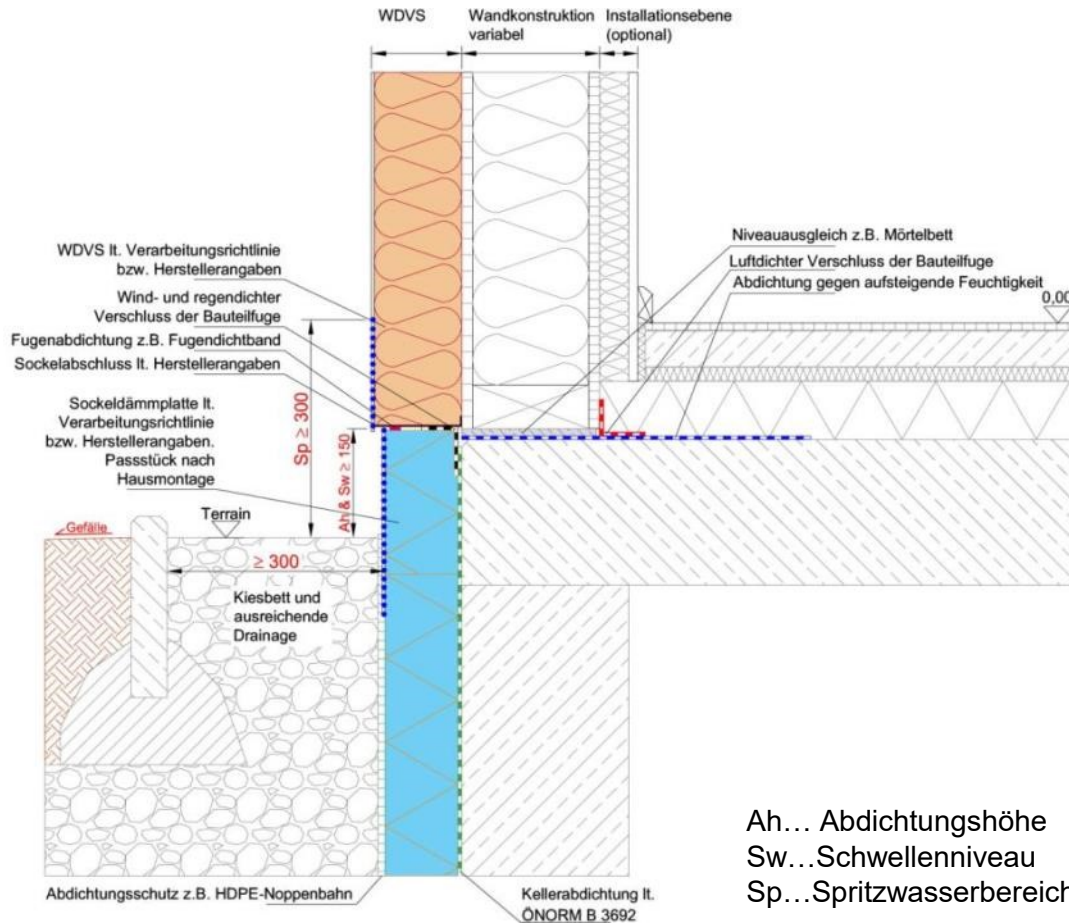 WDVS
Wandkonstruktion
variabel
Installationsebene
(optional)
WDVS lt. Verarbeitungsrichtlinie
bzw. Herstellerangaben
Wind- und regendichter
Verschluss der Bauteilfuge
Fugenabdichtung z.B. Fugendichtband
Sockelabschluss lt. Herstellerangaben
Sockeldämmplatte lt.
Verarbeitungsrichtlinie
bzw. Herstellerangaben.
Passstück nach
Hausmontage
Niveauausgleich z.B. Mörtelbett
Luftdichter Verschluss der Bauteilfuge
Abdichtung gegen aufsteigende Feuchtigkeit
0,00
Sp ≥ 300
Ah & Sw ≥ 150
Terrain
Gefälle
≥ 300
Kiesbett und
ausreichende
Drainage
Abdichtungsschutz z.B. HDPE-Noppenbahn
Kellerabdichtung lt.
ÖNORM B 3692
Ah... Abdichtungshöhe
Sw...Schwellenniveau
Sp...Spritzwasserbereich